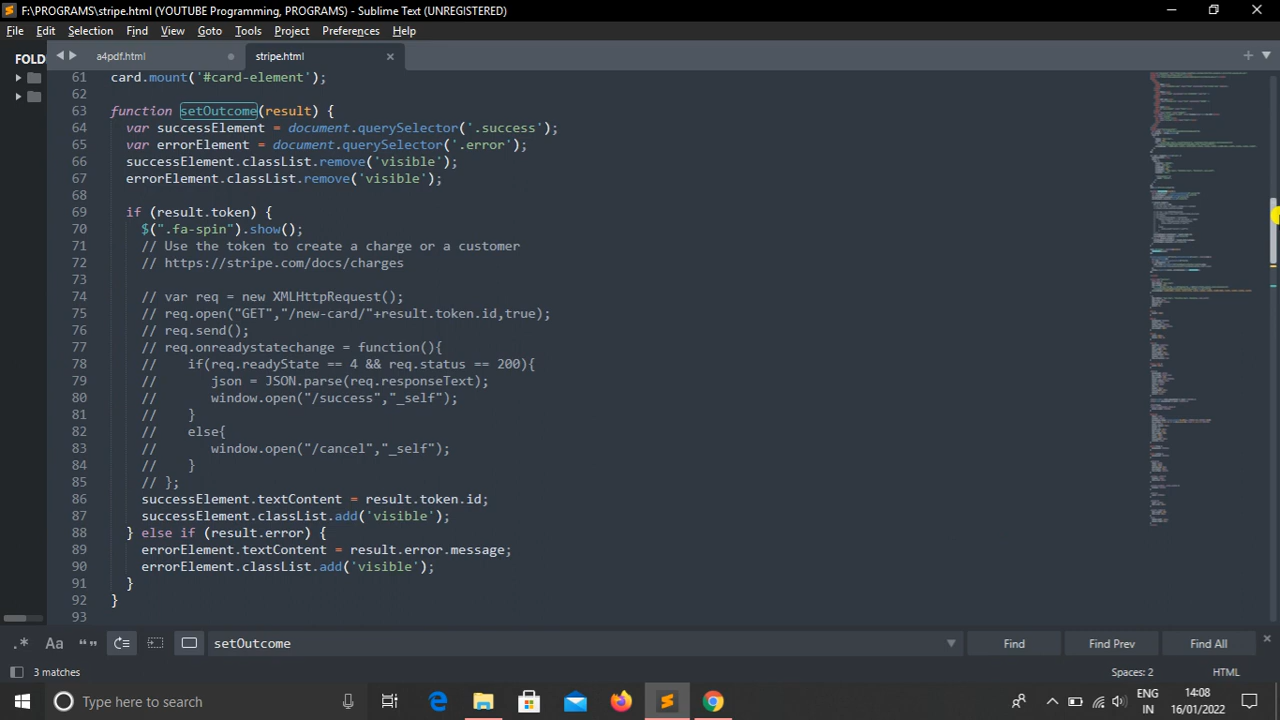 F:\PROGRAMS\stripe.html (YOUTUBE Programming, PROGRAMS) - Sublime Text (UNREGISTERED)
File Edit Selection Find View Goto Tools Project Preferences Help
FOLD
a4pdf.html
stripe.html
61 card.mount('#card-element');
62
63 function setOutcome(result) {
64 var successElement = document.querySelector('.success');
65 var errorElement = document.querySelector('.error');
66 successElement.classList.remove('visible');
67 errorElement.classList.remove('visible');
68
69 if (result.token) {
70 $(".fa-spin").show();
71 // Use the token to create a charge or a customer
72 // https://stripe.com/docs/charges
73
74 // var req = new XMLHttpRequest();
75 // req.open("GET","/new-card/"+result.token.id,true);
76 // req.send();
77 // req.onreadystatechange = function(){
78 // if(req.readyState == 4 && req.status == 200){
79 // json = JSON.parse(req.responseText);
80 // window.open("/success","_self");
81 // }
82 // else{
83 // window.open("/cancel","_self");
84 // }
85 // };
86 successElement.textContent = result.token.id;
87 successElement.classList.add('visible');
88 } else if (result.error) {
89 errorElement.textContent = result.error.message;
90 errorElement.classList.add('visible');
91 }
92 }
93
.* Aa “ ” setOutcome Find Find Prev Find All
3 matches Spaces: 2 HTML
Type here to search
ENG
IN
14:08
16/01/2022